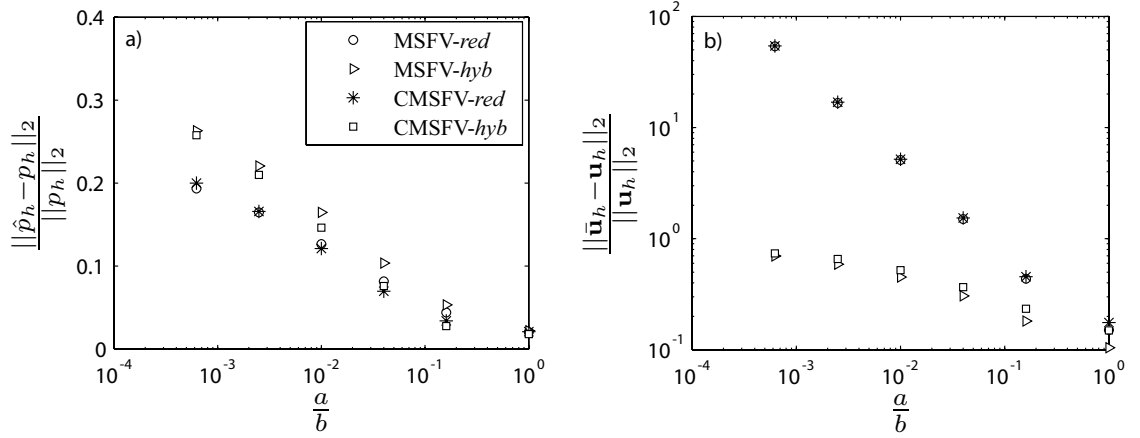 a)
MSFV-red
MSFV-hyb
CMSFV-red
CMSFV-hyb
0.4
0.3
0.2
0.1
0
10^-4
10^-3
10^-2
10^-1
10^0
a/b
||p̂_h − p_h||_2 / ||p_h||_2
b)
10^2
10^1
10^0
10^-1
10^-4
10^-3
10^-2
10^-1
10^0
a/b
||ū_h − u_h||_2 / ||u_h||_2